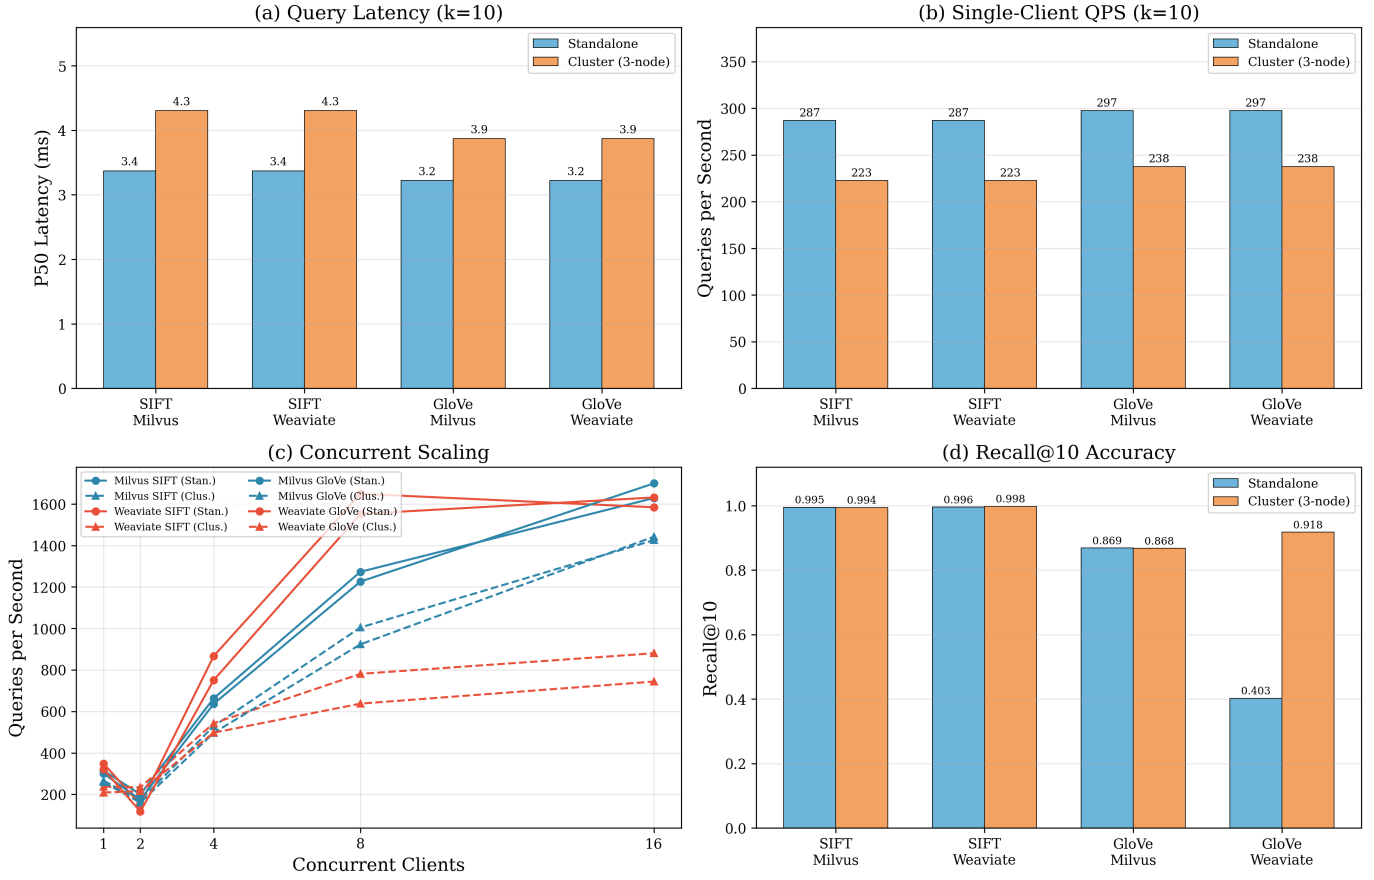 (a) Query Latency (k=10)
P50 Latency (ms)
5
4
3
2
1
0
Standalone
Cluster (3-node)
3.4
4.3
3.4
4.3
3.2
3.9
3.2
3.9
SIFT
Milvus
SIFT
Weaviate
GloVe
Milvus
GloVe
Weaviate
(b) Single-Client QPS (k=10)
Queries per Second
350
300
250
200
150
100
50
0
Standalone
Cluster (3-node)
287
223
287
223
297
238
297
238
SIFT
Milvus
SIFT
Weaviate
GloVe
Milvus
GloVe
Weaviate
(c) Concurrent Scaling
Queries per Second
1600
1400
1200
1000
800
600
400
200
Milvus SIFT (Stan.)
Milvus SIFT (Clus.)
Weaviate SIFT (Stan.)
Weaviate SIFT (Clus.)
Milvus GloVe (Stan.)
Milvus GloVe (Clus.)
Weaviate GloVe (Stan.)
Weaviate GloVe (Clus.)
1 2 4 8 16
Concurrent Clients
(d) Recall@10 Accuracy
Recall@10
1.0
0.8
0.6
0.4
0.2
0.0
Standalone
Cluster (3-node)
0.995
0.994
0.996
0.998
0.869
0.868
0.403
0.918
SIFT
Milvus
SIFT
Weaviate
GloVe
Milvus
GloVe
Weaviate